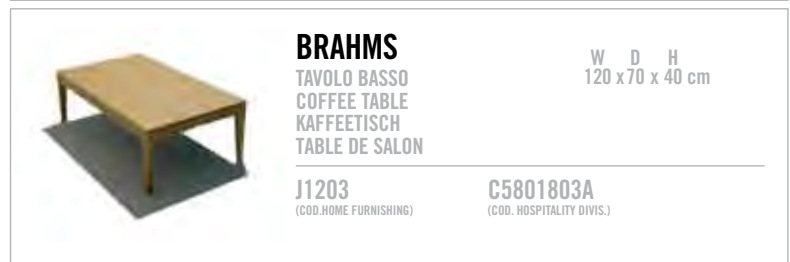 BRAHMS
TAVOLO BASSO
COFFEE TABLE
KAFFEETISCH
TABLE DE SALON
W D H
120 x 70 x 40 cm
J1203
(COD.HOME FURNISHING)
C5801803A
(COD. HOSPITALITY DIVIS.)